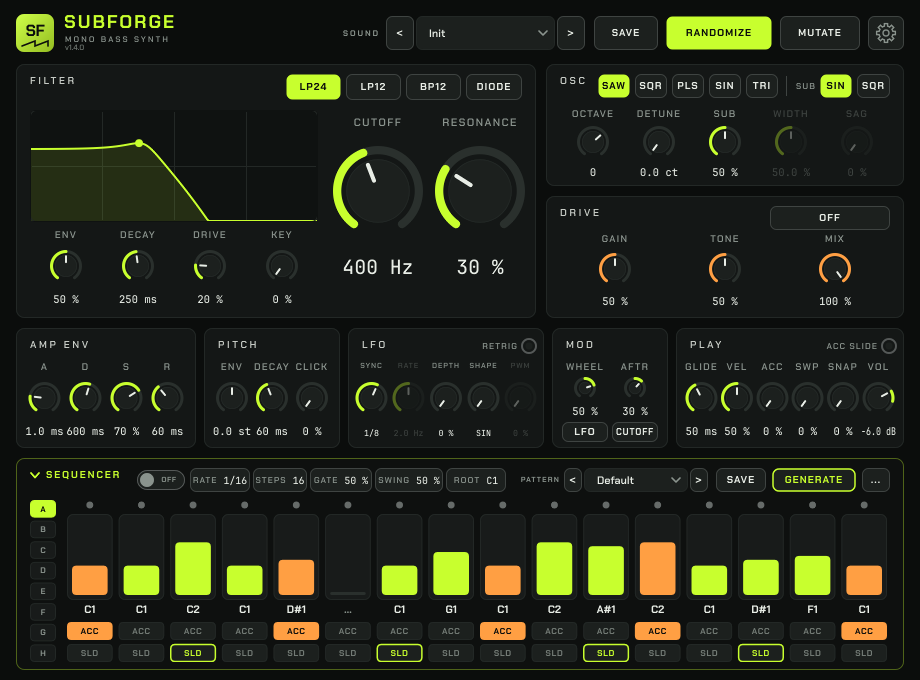 SF SUBFORGE
MONO BASS SYNTH
v1.4.0
SOUND < Init > SAVE RANDOMIZE MUTATE
FILTER LP24 LP12 BP12 DIODE
CUTOFF RESONANCE
400 Hz 30 %
ENV DECAY DRIVE KEY
50 % 250 ms 20 % 0 %
OSC SAW SQR PLS SIN TRI SUB SIN SQR
OCTAVE DETUNE SUB WIDTH SAG
0 0.0 ct 50 % 50.0 % 0 %
DRIVE OFF
GAIN TONE MIX
50 % 50 % 100 %
AMP ENV
A D S R
1.0 ms 600 ms 70 % 60 ms
PITCH
ENV DECAY CLICK
0.0 st 60 ms 0 %
LFO RETRIG
SYNC RATE DEPTH SHAPE PWM
1/8 2.0 Hz 0 % SIN 0 %
MOD
WHEEL AFTR
50 % 30 %
LFO CUTOFF
PLAY ACC SLIDE
GLIDE VEL ACC SWP SNAP VOL
50 ms 50 % 0 % 0 % 0 % -6.0 dB
SEQUENCER OFF RATE 1/16 STEPS 16 GATE 50 % SWING 50 % ROOT C1 PATTERN < Default > SAVE GENERATE ...
A
B
C
D
E
F
G
H
C1 C1 C2 C1 D#1 ... C1 G1 C1 C2 A#1 C2 C1 D#1 F1 C1
ACC ACC ACC ACC ACC ACC ACC ACC ACC ACC ACC ACC ACC ACC ACC ACC
SLD SLD SLD SLD SLD SLD SLD SLD SLD SLD SLD SLD SLD SLD SLD SLD